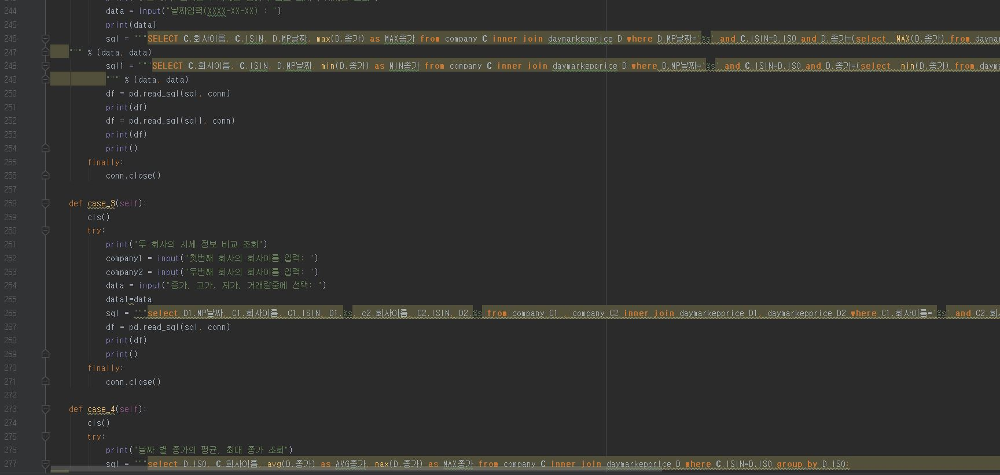 244 data = input("날짜입력(XXXX-XX-XX) : ")
245 print(data)
246 sql = """SELECT C.회사이름, C.ISIN, D.MP날짜, max(D.종가) as MAX종가 from company C inner join daymarkepprice D where D.MP날짜='%s' and C.ISIN=D.ISO and D.종가=(select  MAX(D.종가) from dayma
247 """ % (data, data)
248 sql1 = """SELECT C.회사이름, C.ISIN, D.MP날짜, min(D.종가) as MIN종가 from company C inner join daymarkepprice D where D.MP날짜='%s' and C.ISIN=D.ISO and D.종가=(select  min(D.종가) from dayma
249 """ % (data, data)
250 df = pd.read_sql(sql, conn)
251 print(df)
252 df = pd.read_sql(sql1, conn)
253 print(df)
254 print()
255 finally:
256 conn.close()
257
258 def case_3(self):
259 cls()
260 try:
261 print("두 회사의 시세 정보 비교 조회")
262 company1 = input("첫번째 회사의 회사이름 입력: ")
263 company2 = input("두번째 회사의 회사이름 입력: ")
264 data = input("종가, 고가, 저가, 거래량중에 선택: ")
265 data1=data
266 sql = """select D1.MP날짜, C1.회사이름, C1.ISIN, D1.%s, c2.회사이름, C2.ISIN, D2.%s from company C1 , company C2 inner join daymarkepprice D1, daymarkepprice D2 where C1.회사이름='%s' and C2.회
267 df = pd.read_sql(sql, conn)
268 print(df)
269 print()
270 finally:
271 conn.close()
272
273 def case_4(self):
274 cls()
275 try:
276 print("날짜 별 종가의 평균, 최대 종가 조회")
277 sql = """select D.ISO, C.회사이름, avg(D.종가) as AVG종가, max(D.종가) as MAX종가 from company C inner join daymarkepprice D where C.ISIN=D.ISO group by D.ISO;